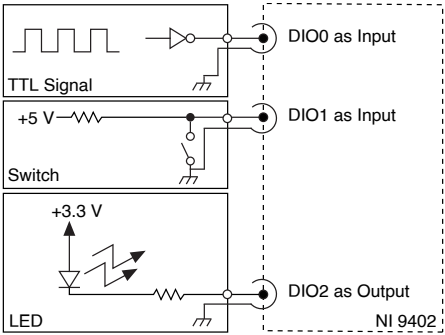 DIO0 as Input
TTL Signal
+5 V
DIO1 as Input
Switch
+3.3 V
DIO2 as Output
LED
NI 9402